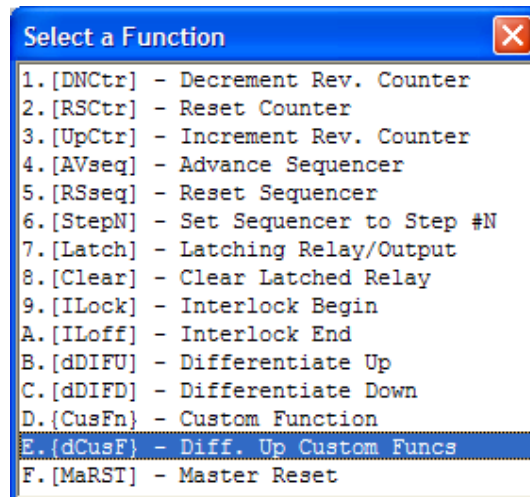 Select a Function
1.[DNCtr] - Decrement Rev. Counter
2.[RSCtr] - Reset Counter
3.[UpCtr] - Increment Rev. Counter
4.[AVseq] - Advance Sequencer
5.[RSseq] - Reset Sequencer
6.[StepN] - Set Sequencer to Step #N
7.[Latch] - Latching Relay/Output
8.[Clear] - Clear Latched Relay
9.[ILock] - Interlock Begin
A.[ILoff] - Interlock End
B.[dDIFU] - Differentiate Up
C.[dDIFD] - Differentiate Down
D.{CusFn} - Custom Function
E.{dCusF} - Diff. Up Custom Funcs
F.[MaRST] - Master Reset